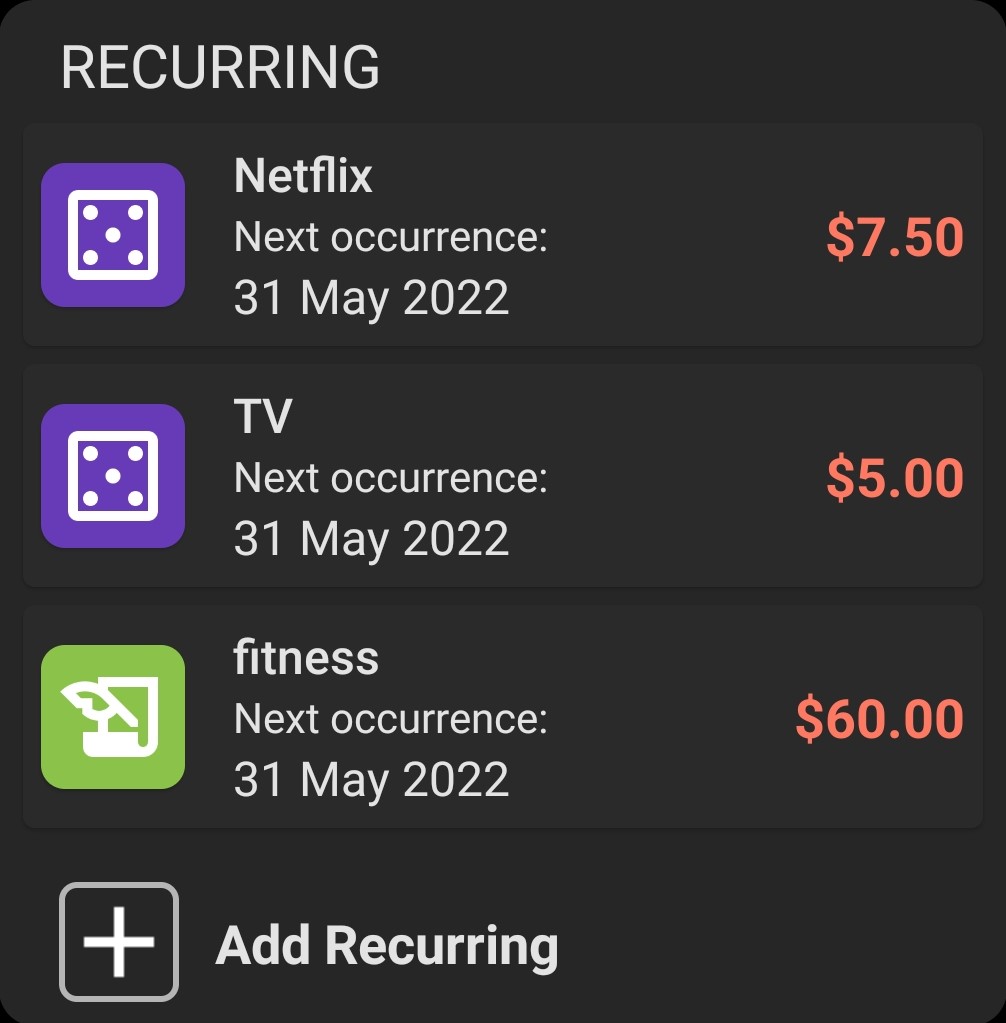 RECURRING
Netflix
Next occurrence:
$7.50
31 May 2022
TV
Next occurrence:
$5.00
31 May 2022
fitness
Next occurrence:
$60.00
31 May 2022
Add Recurring